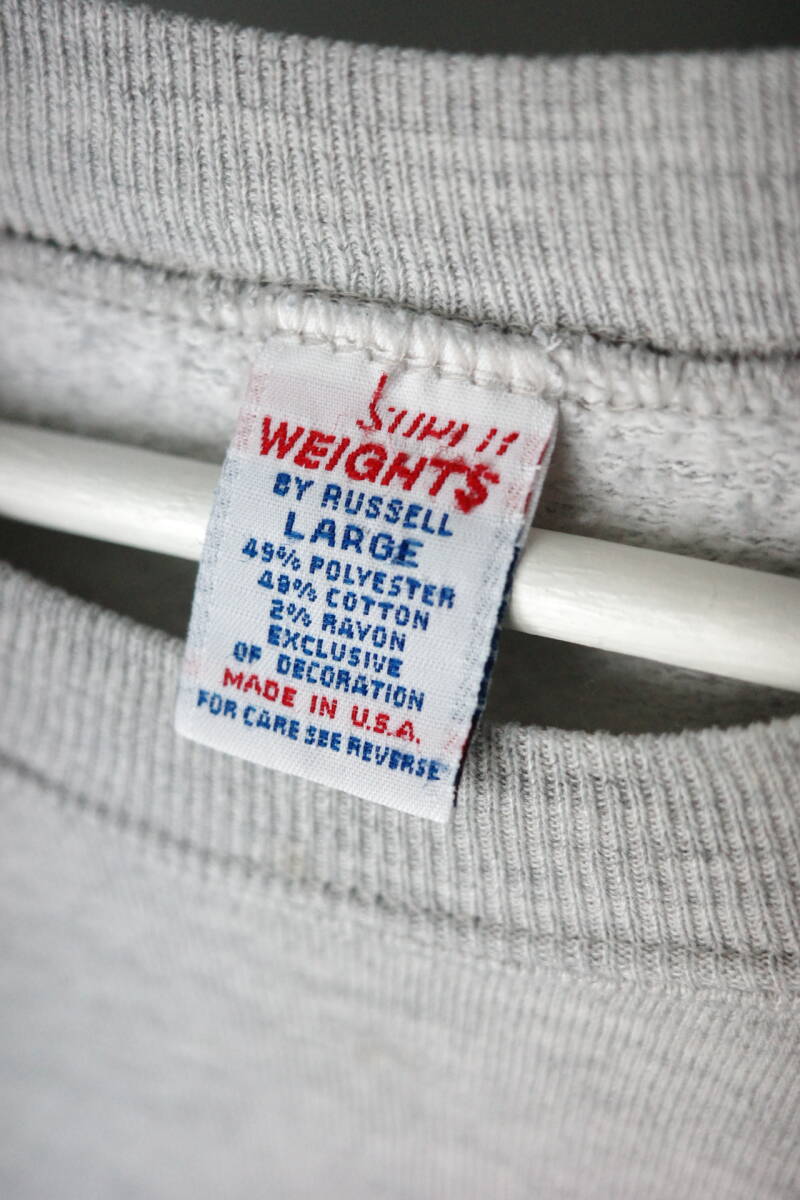 Super
WEIGHTS
BY RUSSELL
LARGE
49% POLYESTER
49% COTTON
2% RAYON
EXCLUSIVE
OF DECORATION
MADE IN U.S.A.
FOR CARE SEE REVERSE